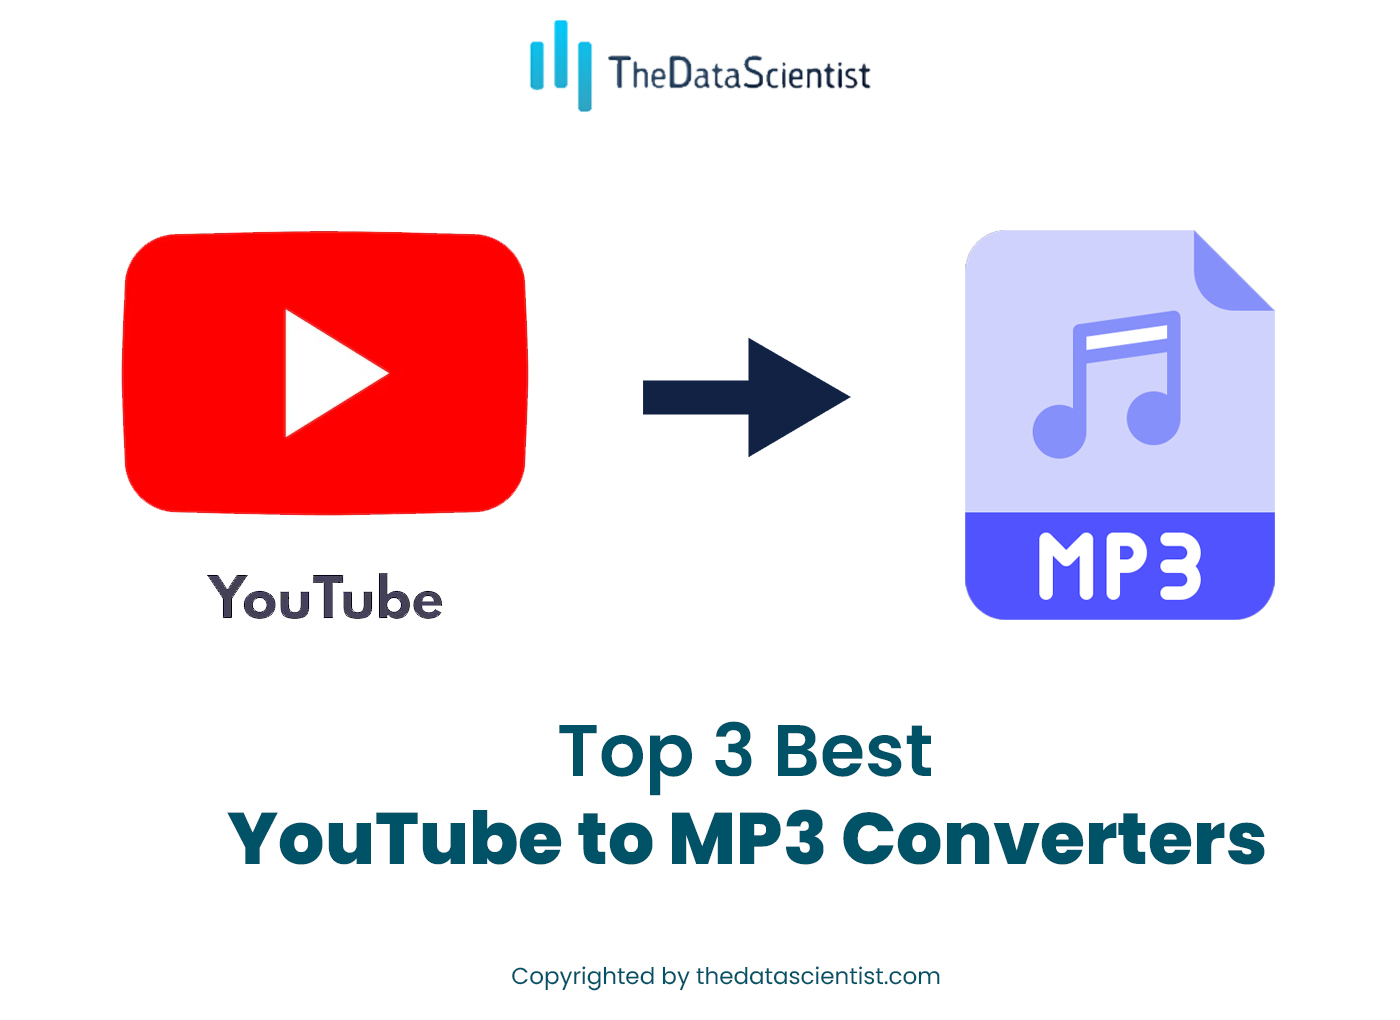 TheDataScientist
YouTube
MP3
Top 3 Best
YouTube to MP3 Converters
Copyrighted by thedatascientist.com